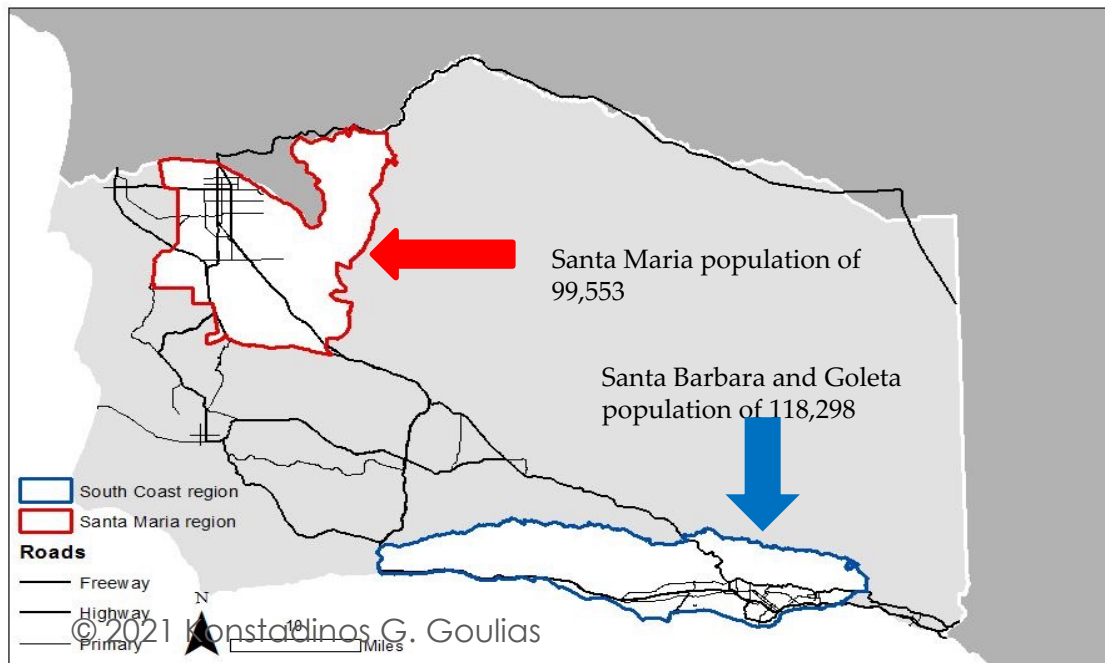 Santa Maria population of
99,553
Santa Barbara and Goleta
population of 118,298
South Coast region
Santa Maria region
Roads
Freeway
Highway
Primary
N
10
Miles
© 2021 Konstadinos G. Goulias